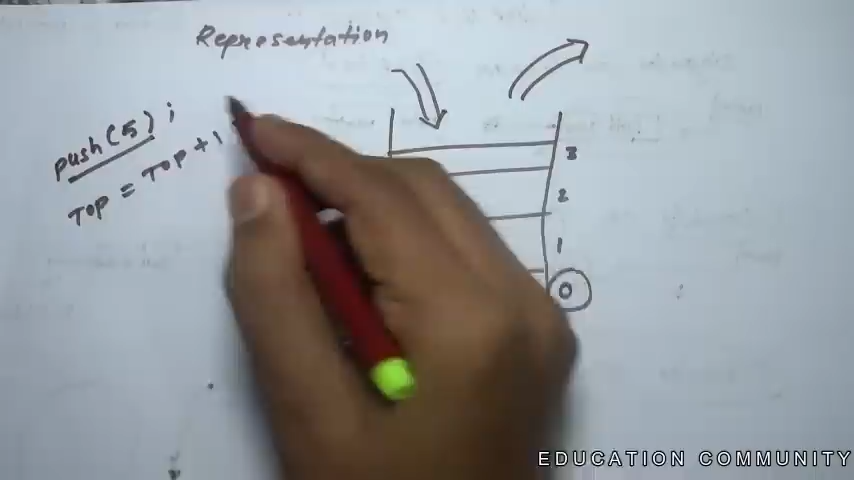 Representation
push(5);
TOP = TOP + 1
3
2
1
0
EDUCATION COMMUNITY